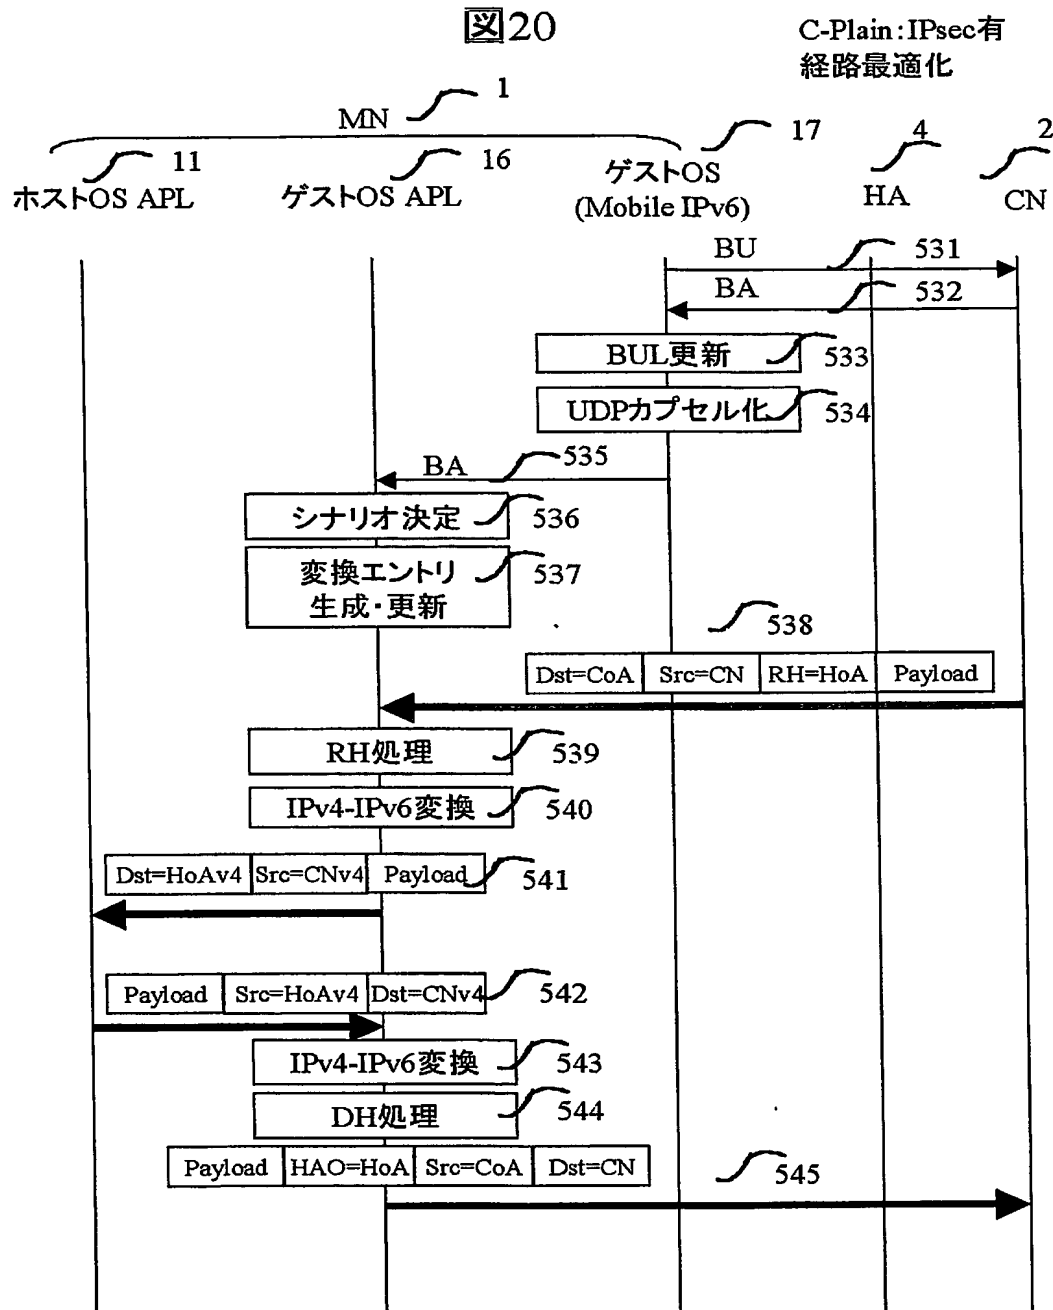 図20
C-Plain:IPsec有
経路最適化
MN
1
11
16
17
4
2
ホストOS APL
ゲストOS APL
ゲストOS
(Mobile IPv6)
HA
CN
BU
531
BA
532
BUL更新
533
UDPカプセル化
534
BA
535
シナリオ決定
536
変換エントリ
生成・更新
537
538
Dst=CoA Src=CN RH=HoA Payload
RH処理
539
IPv4-IPv6変換
540
Dst=HoAv4 Src=CNv4 Payload
541
Payload Src=HoAv4 Dst=CNv4
542
IPv4-IPv6変換
543
DH処理
544
Payload HAO=HoA Src=CoA Dst=CN
545